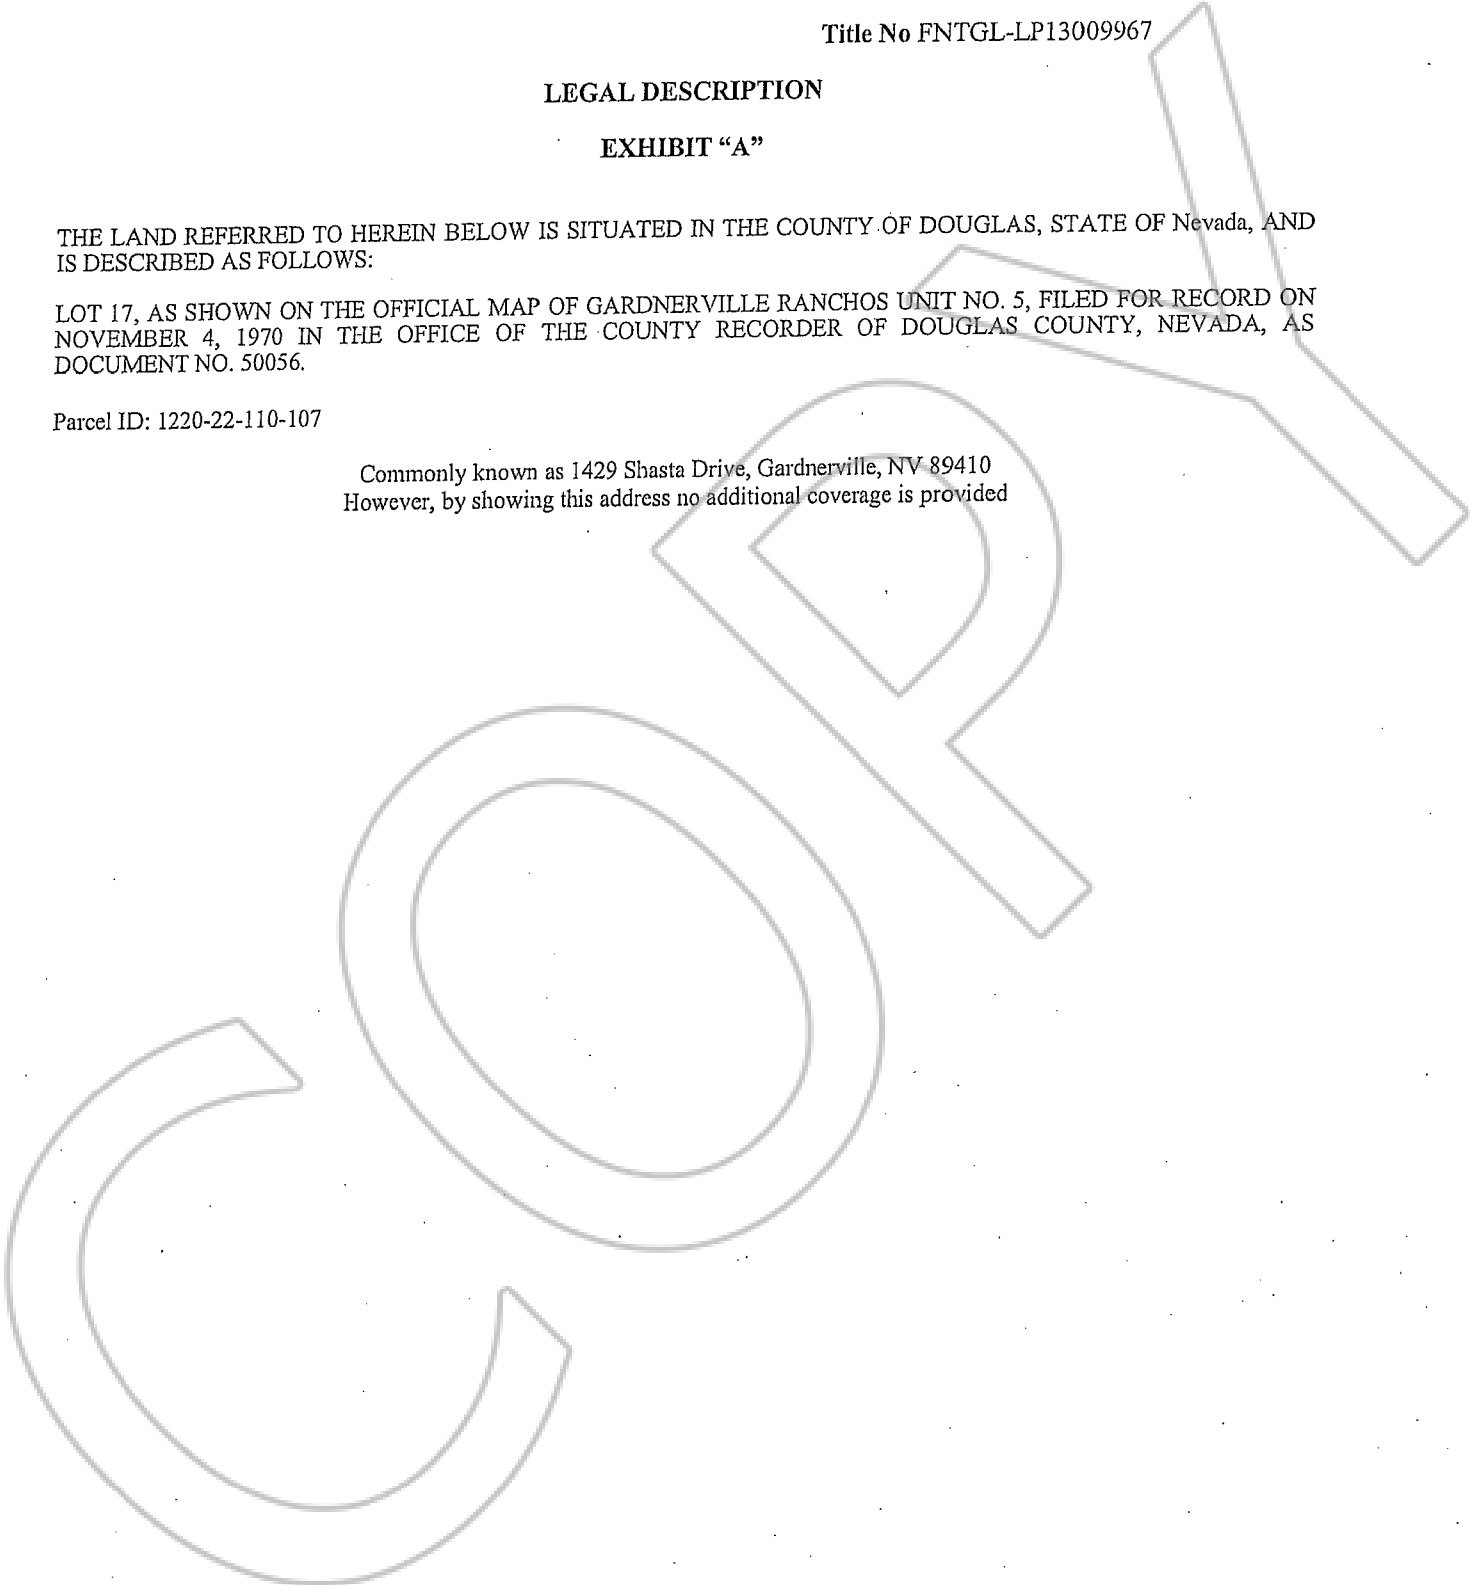 Title No FNTGL-LP13009967
LEGAL DESCRIPTION
EXHIBIT “A”
THE LAND REFERRED TO HEREIN BELOW IS SITUATED IN THE COUNTY OF DOUGLAS, STATE OF Nevada, AND
IS DESCRIBED AS FOLLOWS:
LOT 17, AS SHOWN ON THE OFFICIAL MAP OF GARDNERVILLE RANCHOS UNIT NO. 5, FILED FOR RECORD ON
NOVEMBER 4, 1970 IN THE OFFICE OF THE COUNTY RECORDER OF DOUGLAS COUNTY, NEVADA, AS
DOCUMENT NO. 50056.
Parcel ID: 1220-22-110-107
Commonly known as 1429 Shasta Drive, Gardnerville, NV 89410
However, by showing this address no additional coverage is provided
COPY